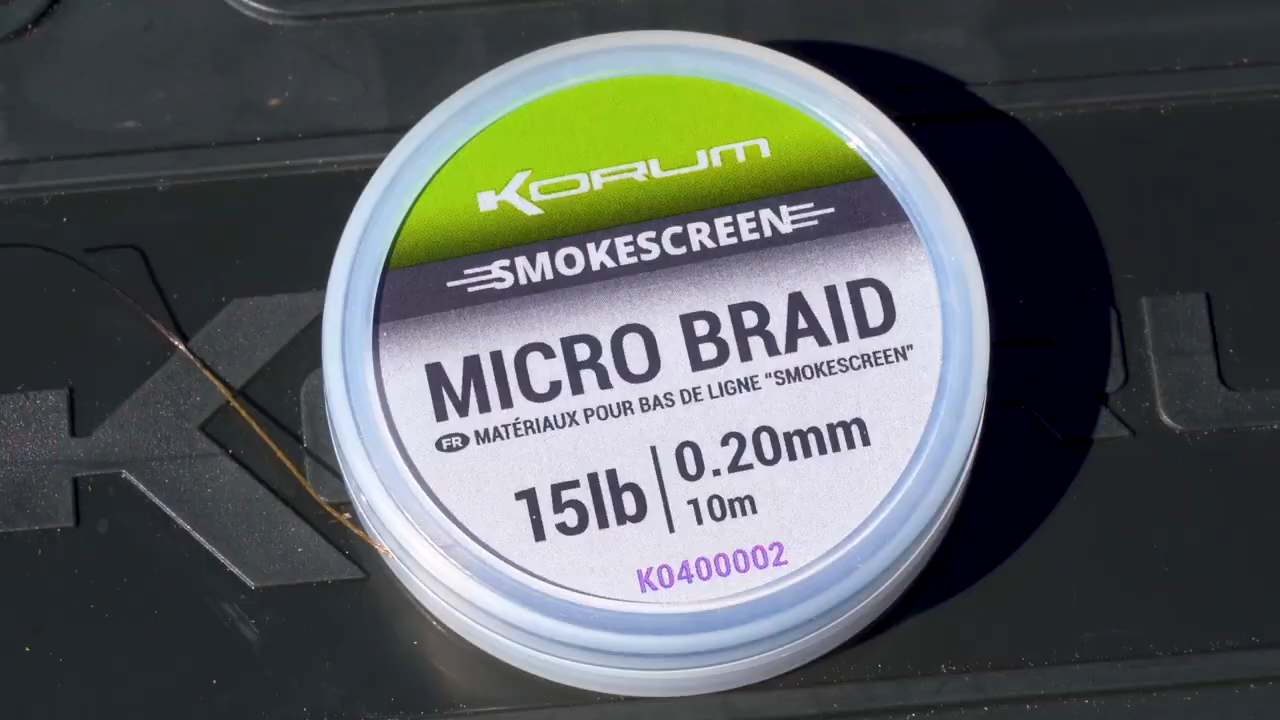 KORUM
SMOKESCREEN
MICRO BRAID
FR MATÉRIAUX POUR BAS DE LIGNE “SMOKESCREEN”
15lb
0.20mm
10m
K0400002